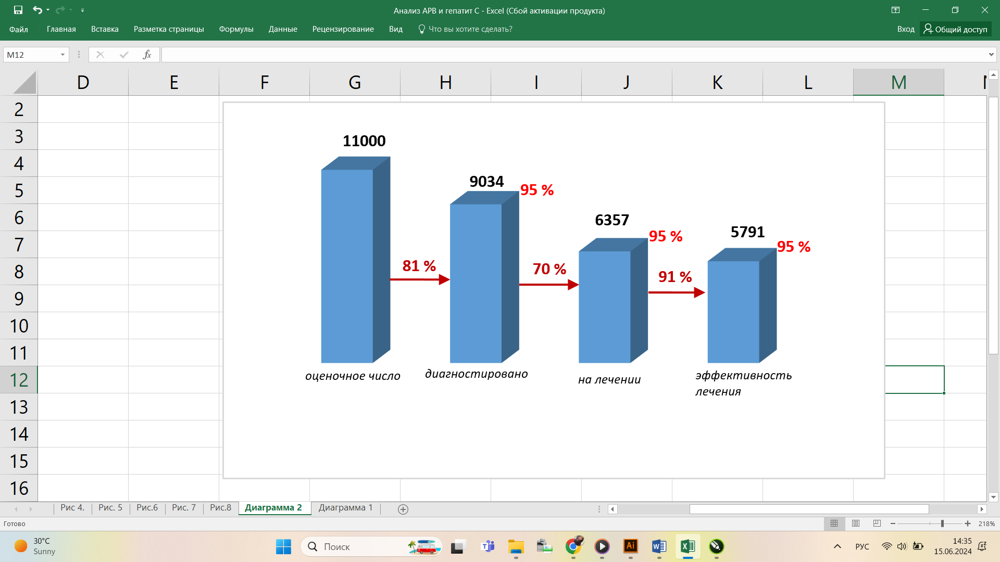 Анализ АРВ и гепатит С - Excel (Сбой активации продукта)
Файл Главная Вставка Разметка страницы Формулы Данные Рецензирование Вид Что вы хотите сделать? Вход Общий доступ
M12 fx
D E F G H I J K L M
2
3
4
5
6
7
8
9
10
11
12
13
14
15
16
11000
9034 95 %
6357
95 %
5791
95 %
81 %
70 %
91 %
оценочное число
диагностировано
на лечении
эффективность
лечения
Рис 4. Рис. 5 Рис.6 Рис. 7 Рис.8 Диаграмма 2 Диаграмма 1
Готово 218%
30°C
Sunny
Поиск
Ai
РУС
14:35
15.06.2024